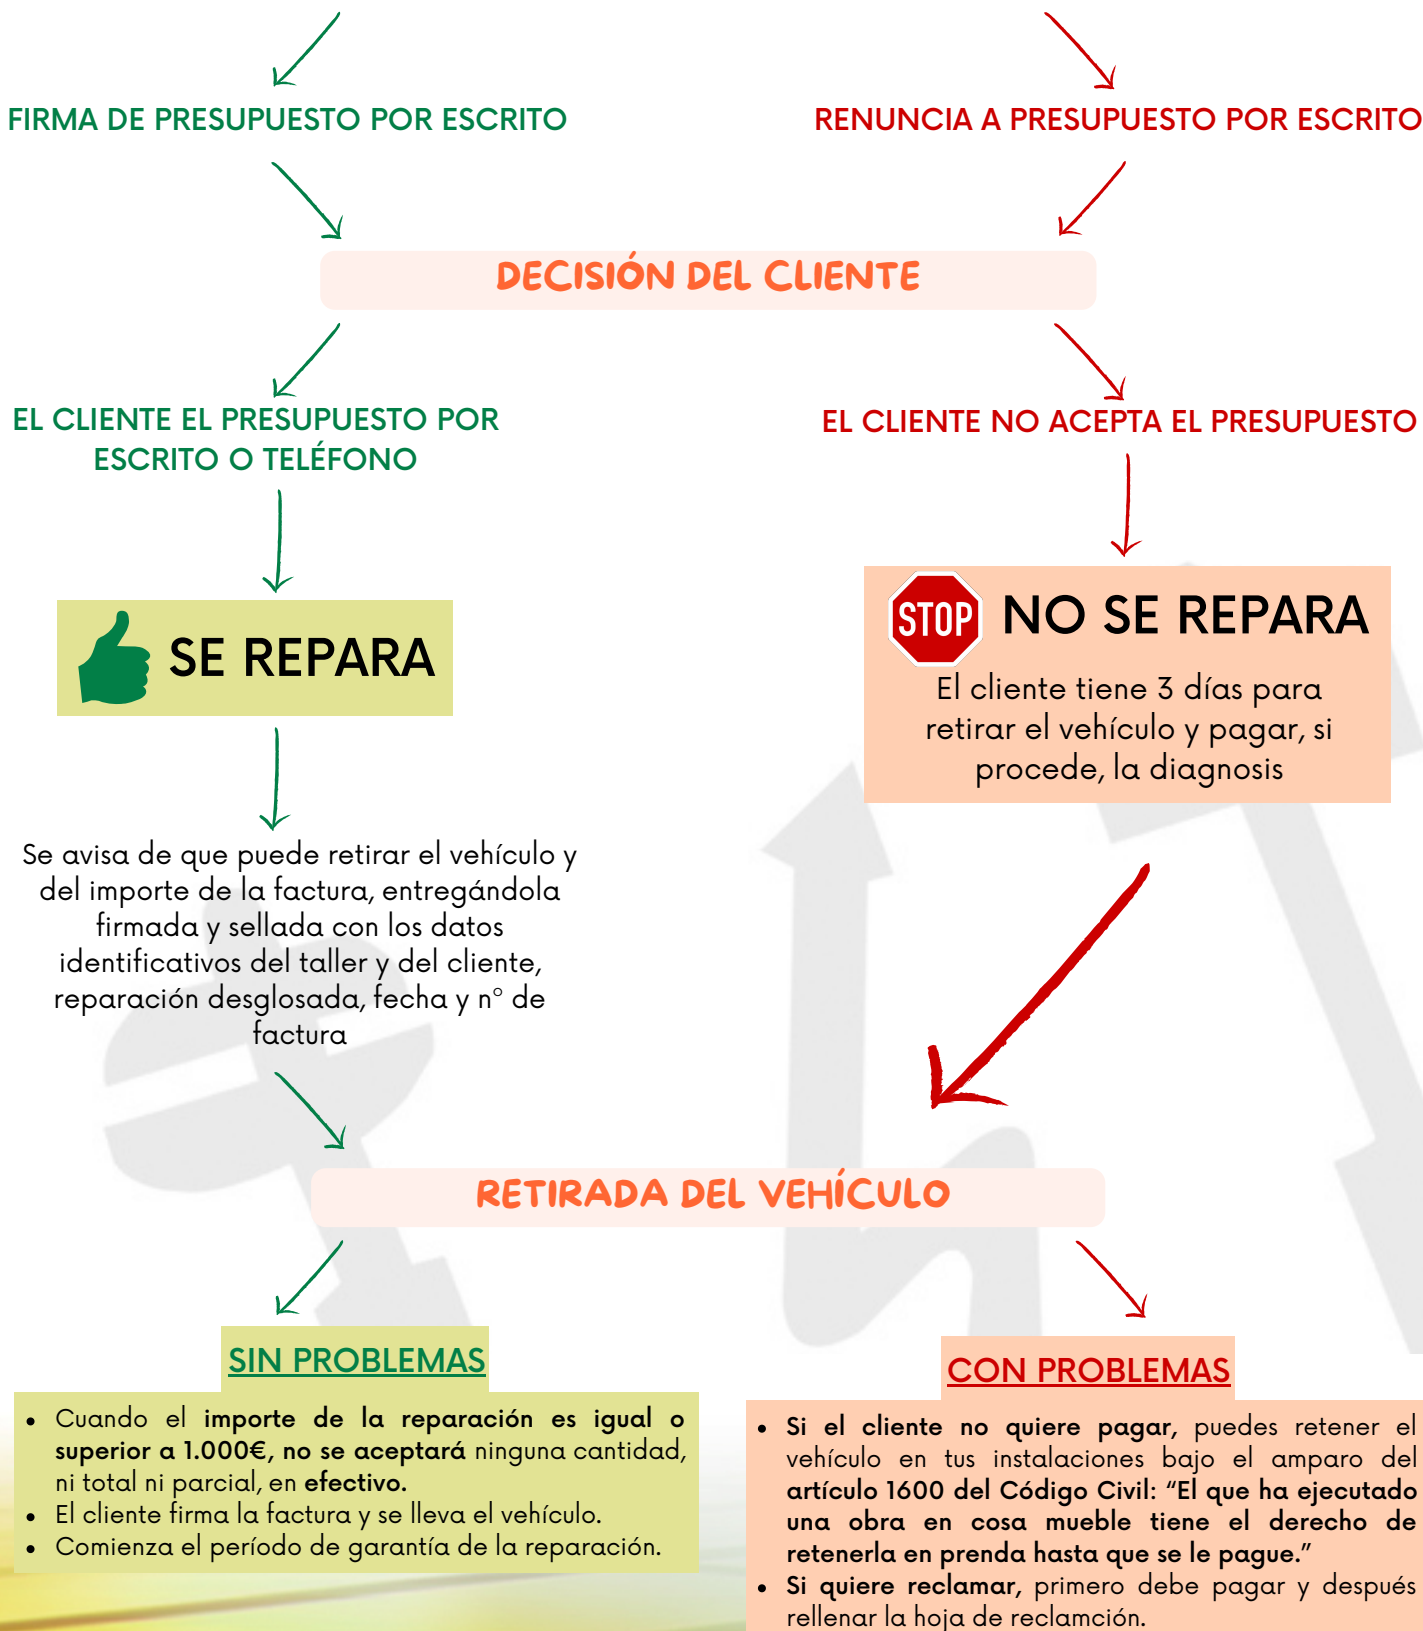 FIRMA DE PRESUPUESTO POR ESCRITO
RENUNCIA A PRESUPUESTO POR ESCRITO
DECISIÓN DEL CLIENTE
EL CLIENTE EL PRESUPUESTO POR
ESCRITO O TELÉFONO
EL CLIENTE NO ACEPTA EL PRESUPUESTO
SE REPARA
STOP
NO SE REPARA
El cliente tiene 3 días para
retirar el vehículo y pagar, si
procede, la diagnosis
Se avisa de que puede retirar el vehículo y
del importe de la factura, entregándola
firmada y sellada con los datos
identificativos del taller y del cliente,
reparación desglosada, fecha y nº de
factura
RETIRADA DEL VEHÍCULO
SIN PROBLEMAS
• Cuando el importe de la reparación es igual o
superior a 1.000€, no se aceptará ninguna cantidad,
ni total ni parcial, en efectivo.
• El cliente firma la factura y se lleva el vehículo.
• Comienza el período de garantía de la reparación.
CON PROBLEMAS
• Si el cliente no quiere pagar, puedes retener el
vehículo en tus instalaciones bajo el amparo del
artículo 1600 del Código Civil: “El que ha ejecutado
una obra en cosa mueble tiene el derecho de
retenerla en prenda hasta que se le pague.”
• Si quiere reclamar, primero debe pagar y después
rellenar la hoja de reclamción.